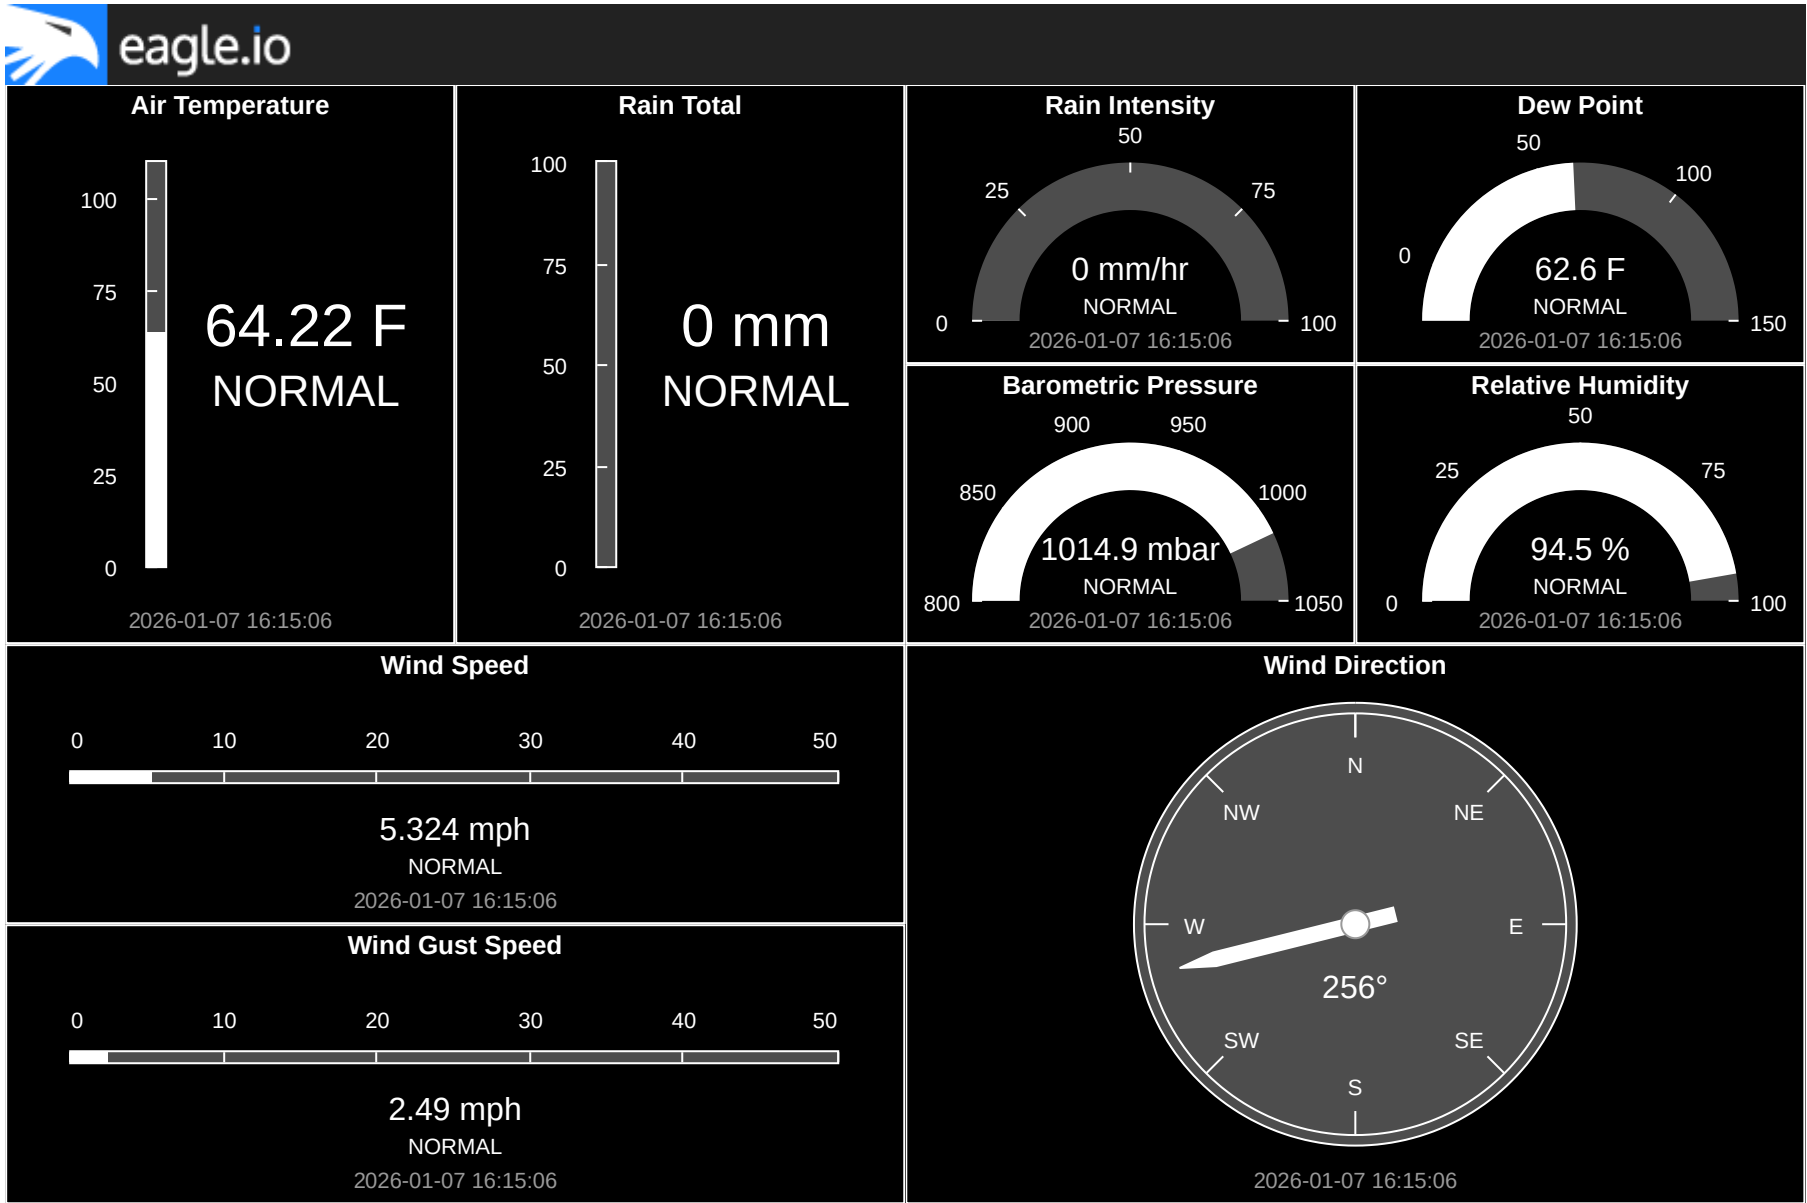 eagle.io
Air Temperature
100
75
50
25
0
64.22 F
NORMAL
2026-01-07 16:15:06
Rain Total
100
75
50
25
0
0 mm
NORMAL
2026-01-07 16:15:06
Rain Intensity
0
25
50
75
100
0 mm/hr
NORMAL
2026-01-07 16:15:06
Dew Point
0
50
100
150
62.6 F
NORMAL
2026-01-07 16:15:06
Barometric Pressure
800
850
900
950
1000
1050
1014.9 mbar
NORMAL
2026-01-07 16:15:06
Relative Humidity
0
25
50
75
100
94.5 %
NORMAL
2026-01-07 16:15:06
Wind Speed
0 10 20 30 40 50
5.324 mph
NORMAL
2026-01-07 16:15:06
Wind Gust Speed
0 10 20 30 40 50
2.49 mph
NORMAL
2026-01-07 16:15:06
Wind Direction
N
NW NE
W E
256°
SW SE
S
2026-01-07 16:15:06